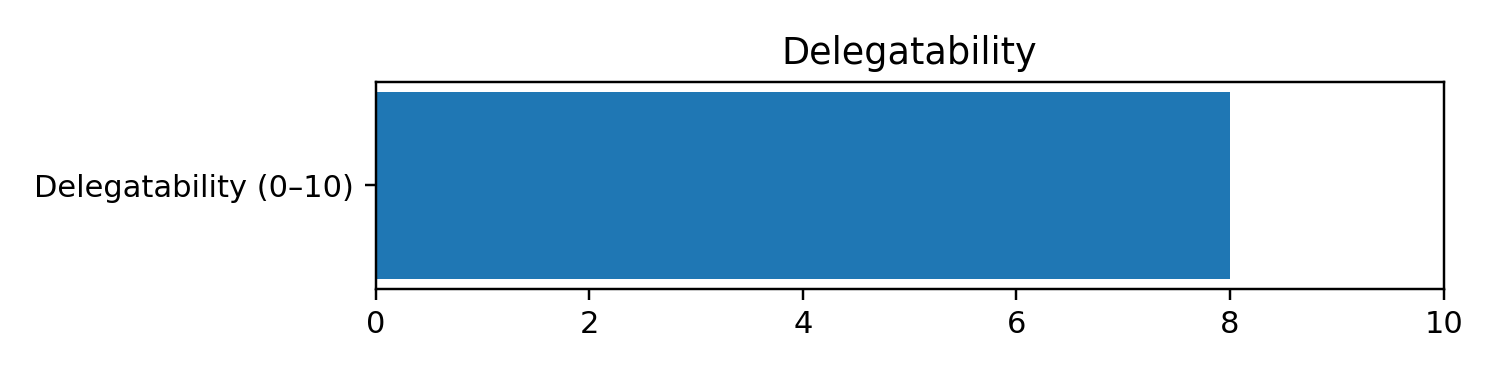 Delegatability
Delegatability (0–10)
0 2 4 6 8 10